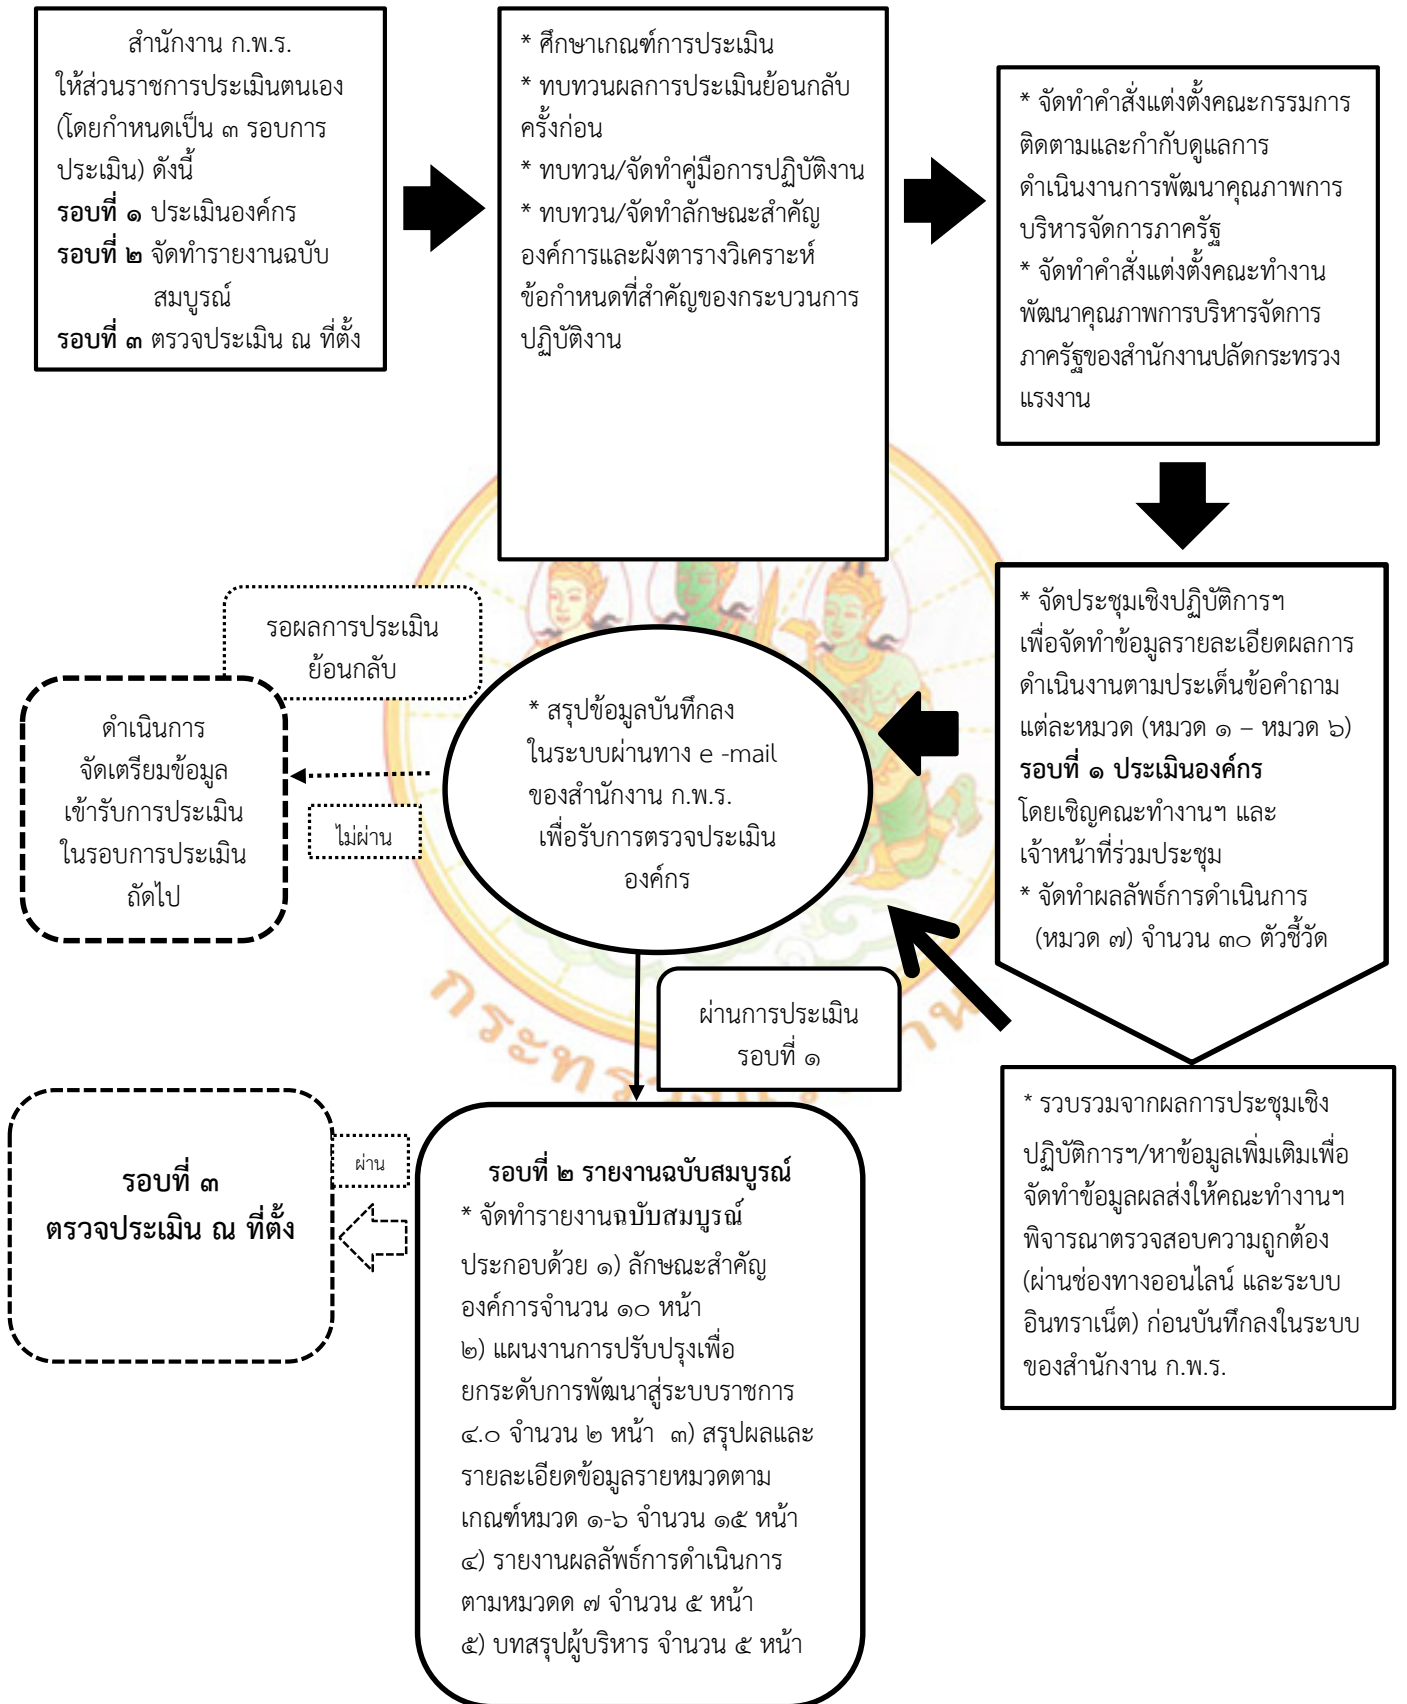 สำนักงาน ก.พ.ร.
ให้ส่วนราชการประเมินตนเอง
(โดยกำหนดเป็น ๓ รอบการ
ประเมิน) ดังนี้
รอบที่ ๑ ประเมินองค์กร
รอบที่ ๒ จัดทำรายงานฉบับ
สมบูรณ์
รอบที่ ๓ ตรวจประเมิน ณ ที่ตั้ง
* ศึกษาเกณฑ์การประเมิน
* ทบทวนผลการประเมินย้อนกลับ
ครั้งก่อน
* ทบทวน/จัดทำคู่มือการปฏิบัติงาน
* ทบทวน/จัดทำลักษณะสำคัญ
องค์การและผังตารางวิเคราะห์
ข้อกำหนดที่สำคัญของกระบวนการ
ปฏิบัติงาน
* จัดทำคำสั่งแต่งตั้งคณะกรรมการ
ติดตามและกำกับดูแลการ
ดำเนินงานการพัฒนาคุณภาพการ
บริหารจัดการภาครัฐ
* จัดทำคำสั่งแต่งตั้งคณะทำงาน
พัฒนาคุณภาพการบริหารจัดการ
ภาครัฐของสำนักงานปลัดกระทรวง
แรงงาน
* จัดประชุมเชิงปฏิบัติการฯ
เพื่อจัดทำข้อมูลรายละเอียดผลการ
ดำเนินงานตามประเด็นข้อคำถาม
แต่ละหมวด (หมวด ๑ – หมวด ๖)
รอบที่ ๑ ประเมินองค์กร
โดยเชิญคณะทำงานฯ และ
เจ้าหน้าที่ร่วมประชุม
* จัดทำผลลัพธ์การดำเนินการ
(หมวด ๗) จำนวน ๓๐ ตัวชี้วัด
* รวบรวมจากผลการประชุมเชิง
ปฏิบัติการฯ/หาข้อมูลเพิ่มเติมเพื่อ
จัดทำข้อมูลผลส่งให้คณะทำงานฯ
พิจารณาตรวจสอบความถูกต้อง
(ผ่านช่องทางออนไลน์ และระบบ
อินทราเน็ต) ก่อนบันทึกลงในระบบ
ของสำนักงาน ก.พ.ร.
* สรุปข้อมูลบันทึกลง
ในระบบผ่านทาง e -mail
ของสำนักงาน ก.พ.ร.
เพื่อรับการตรวจประเมิน
องค์กร
รอผลการประเมิน
ย้อนกลับ
ไม่ผ่าน
ดำเนินการ
จัดเตรียมข้อมูล
เข้ารับการประเมิน
ในรอบการประเมิน
ถัดไป
ผ่านการประเมิน
รอบที่ ๑
รอบที่ ๒ รายงานฉบับสมบูรณ์
* จัดทำรายงานฉบับสมบูรณ์
ประกอบด้วย ๑) ลักษณะสำคัญ
องค์การจำนวน ๑๐ หน้า
๒) แผนงานการปรับปรุงเพื่อ
ยกระดับการพัฒนาสู่ระบบราชการ
๔.๐ จำนวน ๒ หน้า ๓) สรุปผลและ
รายละเอียดข้อมูลรายหมวดตาม
เกณฑ์หมวด ๑-๖ จำนวน ๑๕ หน้า
๔) รายงานผลลัพธ์การดำเนินการ
ตามหมวดด ๗ จำนวน ๕ หน้า
๕) บทสรุปผู้บริหาร จำนวน ๕ หน้า
ผ่าน
รอบที่ ๓
ตรวจประเมิน ณ ที่ตั้ง